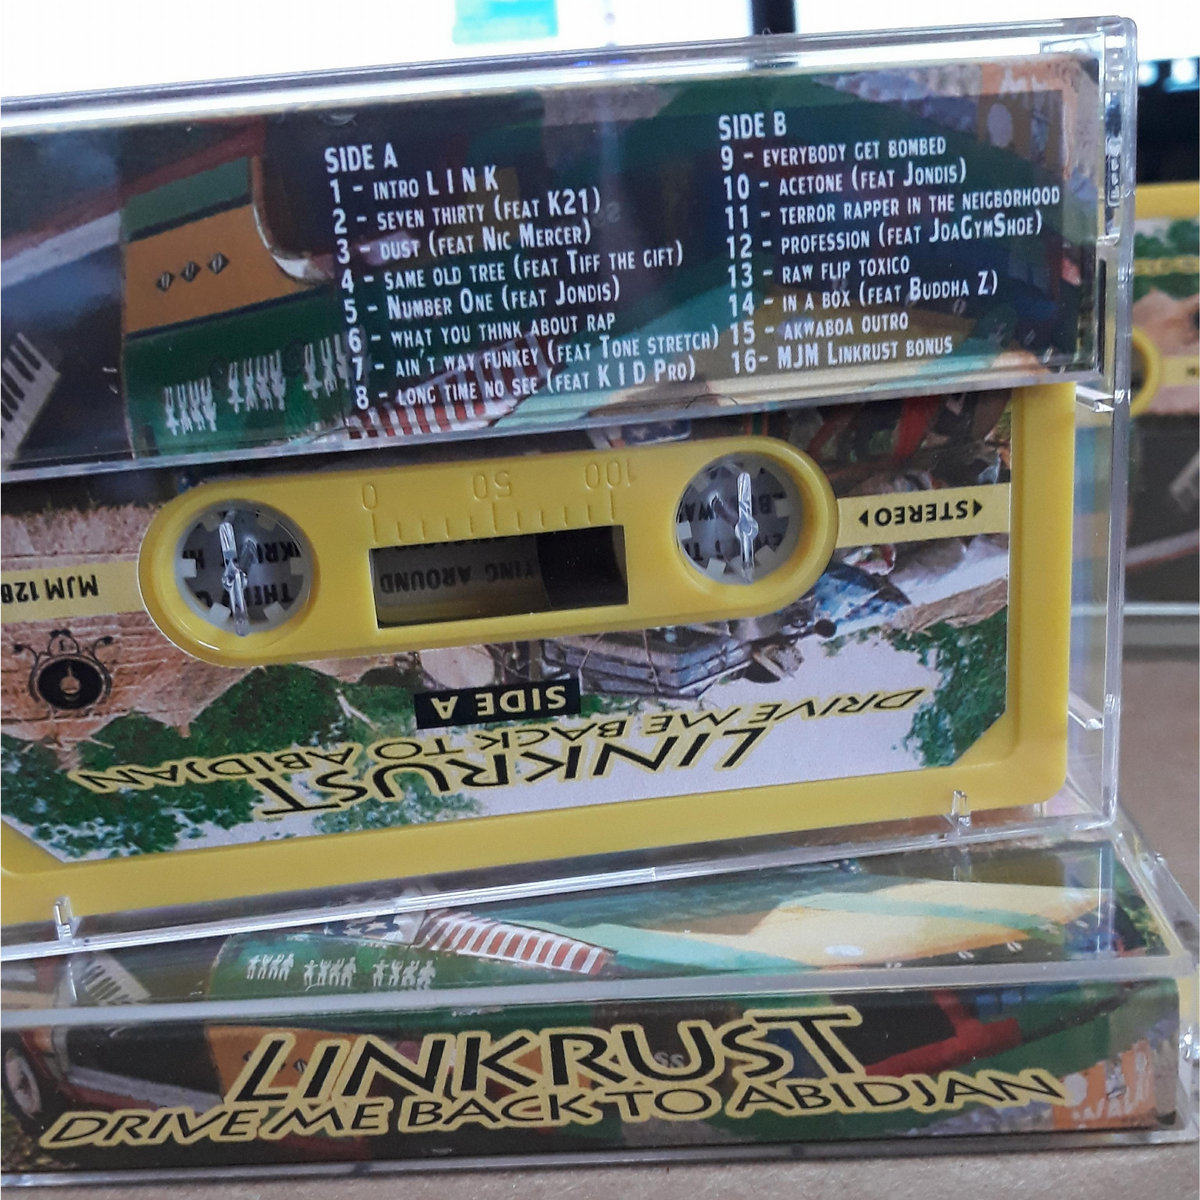 SIDE A
1 - INTRO L I N K
2 - SEVEN THIRTY (FEAT K21)
3 - DUST (FEAT NIC MERCER)
4 - SAME OLD TREE (FEAT TIFF THE GIFT)
5 - NUMBER ONE (FEAT JONDIS)
6 - WHAT YOU THINK ABOUT RAP
7 - AIN'T WAY FUNKEY (FEAT TONE STRETCH)
8 - LONG TIME NO SEE (FEAT K I D PRO)
SIDE B
9 - EVERYBODY GET BOMBED
10 - ACETONE (FEAT JONDIS)
11 - TERROR RAPPER IN THE NEIGBORHOOD
12 - PROFESSION (FEAT JOAGYMSHOE)
13 - RAW FLIP TOXICO
14 - IN A BOX (FEAT BUDDHA Z)
15 - AKWABOA OUTRO
16- MJM LINKRUST BONUS
0 50 100
STEREO
MJM 128
AROUND
SIDE A
LINKRUST
DRIVE ME BACK TO ABIDJAN
LINKRUST
DRIVE ME BACK TO ABIDJAN